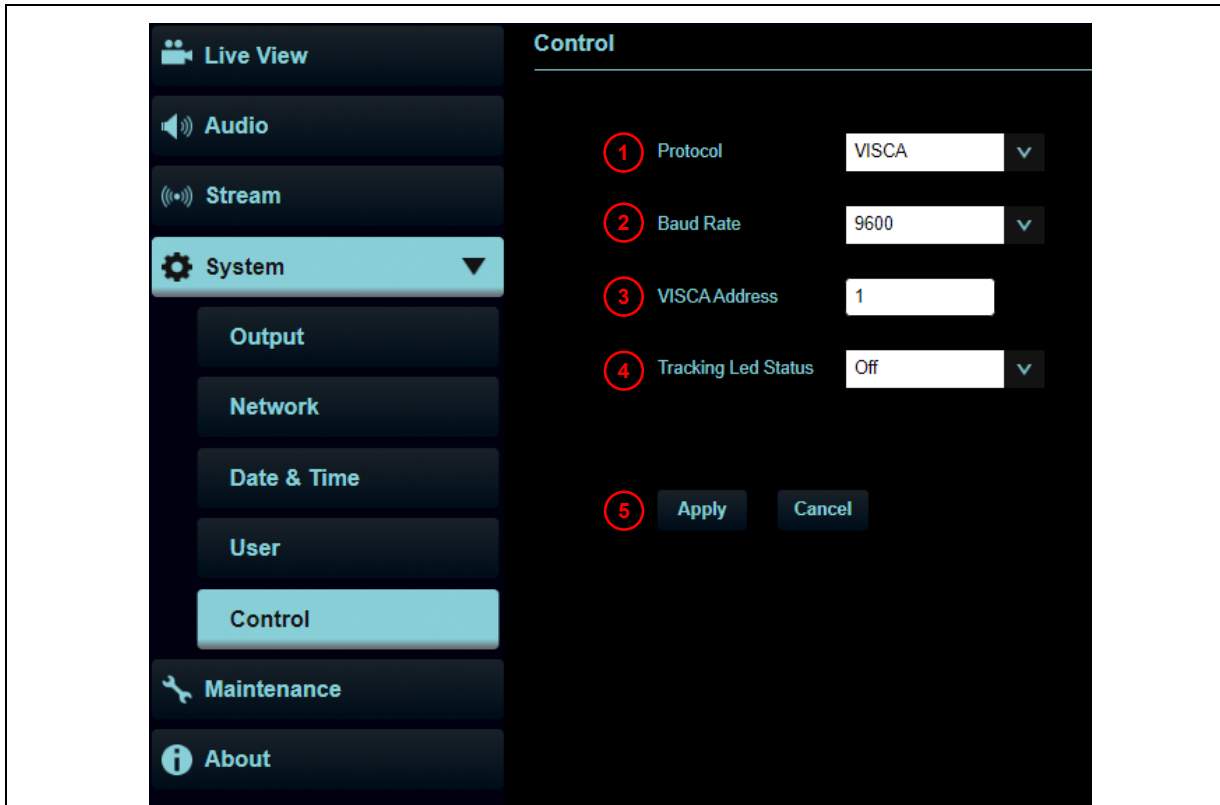 Live View
Audio
Stream
System
Output
Network
Date & Time
User
Control
Maintenance
About
Control
1 Protocol VISCA
2 Baud Rate 9600
3 VISCA Address 1
4 Tracking Led Status Off
5 Apply Cancel